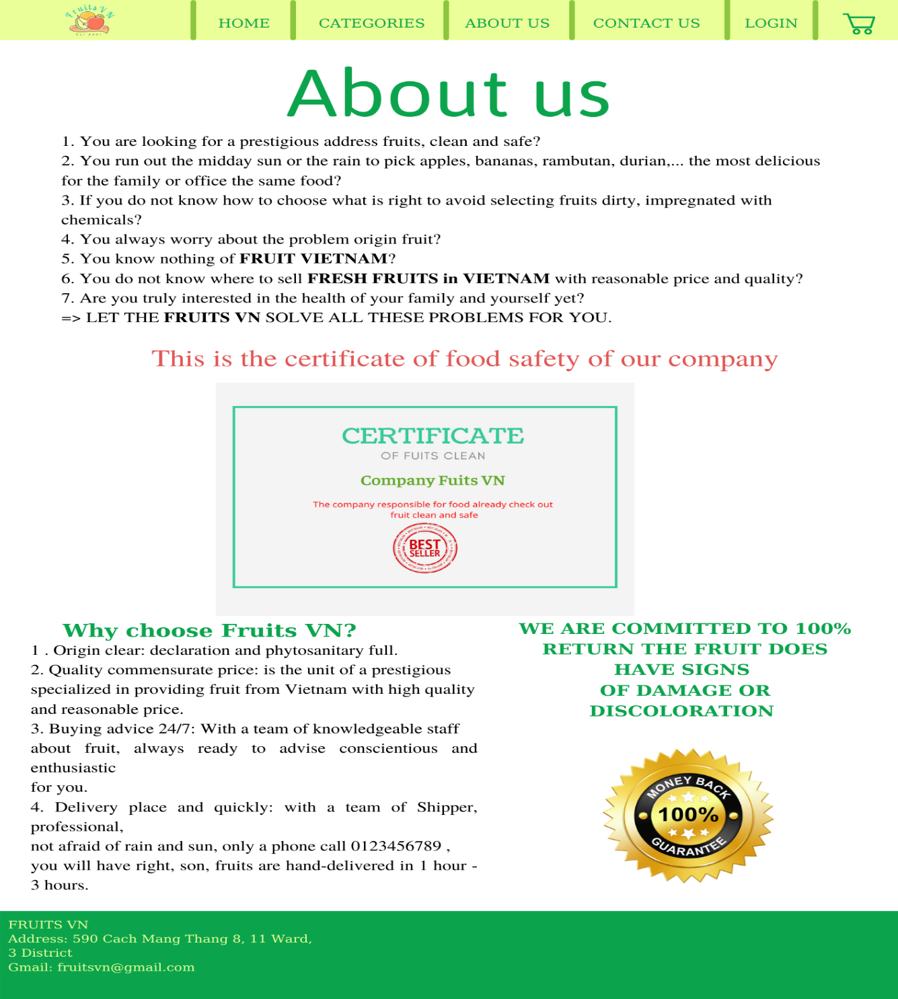 Fruits VN
HOME
CATEGORIES
ABOUT US
CONTACT US
LOGIN
About us
1. You are looking for a prestigious address fruits, clean and safe?
2. You run out the midday sun or the rain to pick apples, bananas, rambutan, durian,... the most delicious
for the family or office the same food?
3. If you do not know how to choose what is right to avoid selecting fruits dirty, impregnated with
chemicals?
4. You always worry about the problem origin fruit?
5. You know nothing of FRUIT VIETNAM?
6. You do not know where to sell FRESH FRUITS in VIETNAM with reasonable price and quality?
7. Are you truly interested in the health of your family and yourself yet?
=> LET THE FRUITS VN SOLVE ALL THESE PROBLEMS FOR YOU.
This is the certificate of food safety of our company
CERTIFICATE
OF FUITS CLEAN
Company Fuits VN
The company responsible for food already check out
fruit clean and safe
BEST
SELLER
Why choose Fruits VN?
1 . Origin clear: declaration and phytosanitary full.
2. Quality commensurate price: is the unit of a prestigious
specialized in providing fruit from Vietnam with high quality
and reasonable price.
3. Buying advice 24/7: With a team of knowledgeable staff
about fruit, always ready to advise conscientious and
enthusiastic
for you.
4. Delivery place and quickly: with a team of Shipper,
professional,
not afraid of rain and sun, only a phone call 0123456789 ,
you will have right, son, fruits are hand-delivered in 1 hour -
3 hours.
WE ARE COMMITTED TO 100%
RETURN THE FRUIT DOES
HAVE SIGNS
OF DAMAGE OR
DISCOLORATION
MONEY BACK
100%
GUARANTEE
FRUITS VN
Address: 590 Cach Mang Thang 8, 11 Ward,
3 District
Gmail: fruitsvn@gmail.com